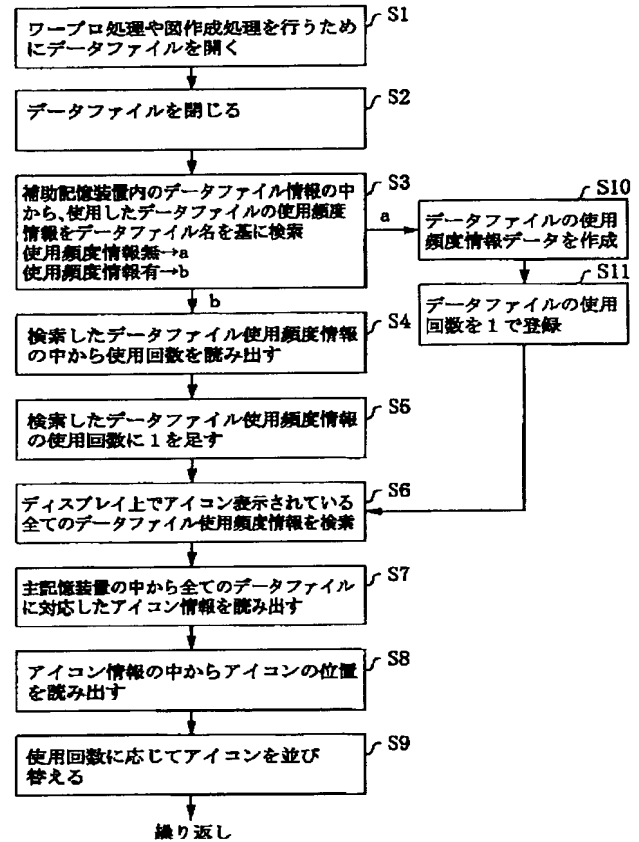 S1
ワープロ処理や図作成処理を行うため
にデータファイルを開く
S2
データファイルを閉じる
S3
補助記憶装置内のデータファイル情報の中
から、使用したデータファイルの使用頻度
情報をデータファイル名を基に検索
使用頻度情報無→a
使用頻度情報有→b
a
S10
データファイルの使用
頻度情報データを作成
S11
データファイルの使用
回数を1で登録
b
S4
検索したデータファイル使用頻度情報
の中から使用回数を読み出す
S5
検索したデータファイル使用頻度情報
の使用回数に1を足す
S6
ディスプレイ上でアイコン表示されている
全てのデータファイル使用頻度情報を検索
S7
主記憶装置の中から全てのデータファイル
に対応したアイコン情報を読み出す
S8
アイコン情報の中からアイコンの位置
を読み出す
S9
使用回数に応じてアイコンを並び
替える
繰り返し